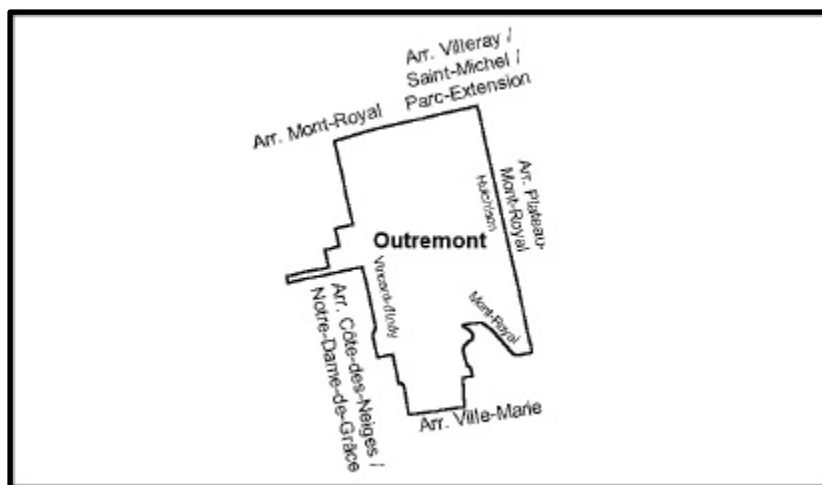 Arr. Villeray /
Saint-Michel /
Parc-Extension
Arr. Mont-Royal
Arr. Plateau-
Mont-Royal
Hutchison
Outremont
Vincent-d'Indy
Mont-Royal
Arr. Côte-des-Neiges /
Notre-Dame-de-Grâce
Arr. Ville-Marie